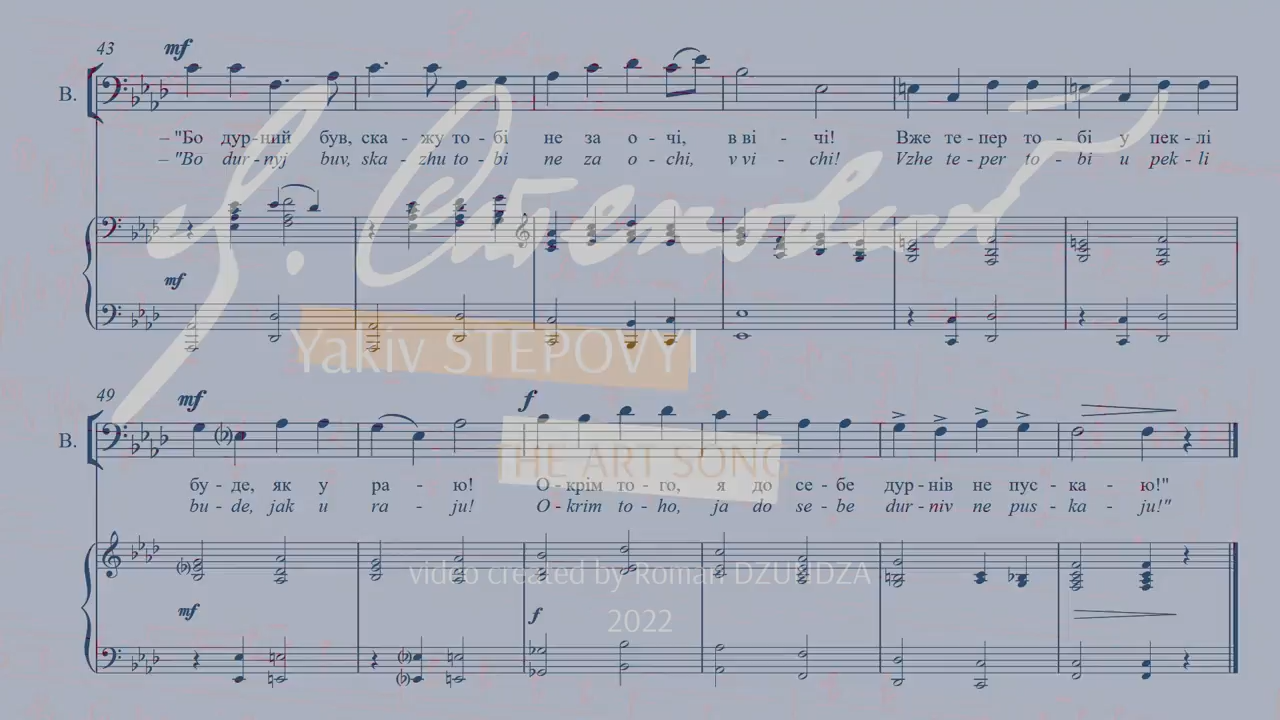 43
mf
B.
– "Бо дур-ний був, ска - жу то - бі не за о - чі, в ві - чі! Вже те - пер то - бі у пек - лі
– "Bo dur - nyj buv, ska - zhu to - bi ne za o - chi, v vi - chi! Vzhe te - per to - bi u pek - li
Я. Степовий
mf
Yakiv STEPOVYI
49
mf
f
B.
THE ART SONG
бу - де, як у ра - ю! О - крім то - го, я до се - бе дур - нів не пус - ка - ю!"
bu - de, jak u ra - ju! O - krim to - ho, ja do se - be dur - niv ne pus - ka - ju!"
video created by Roman DZUNDZA
mf
f
2022